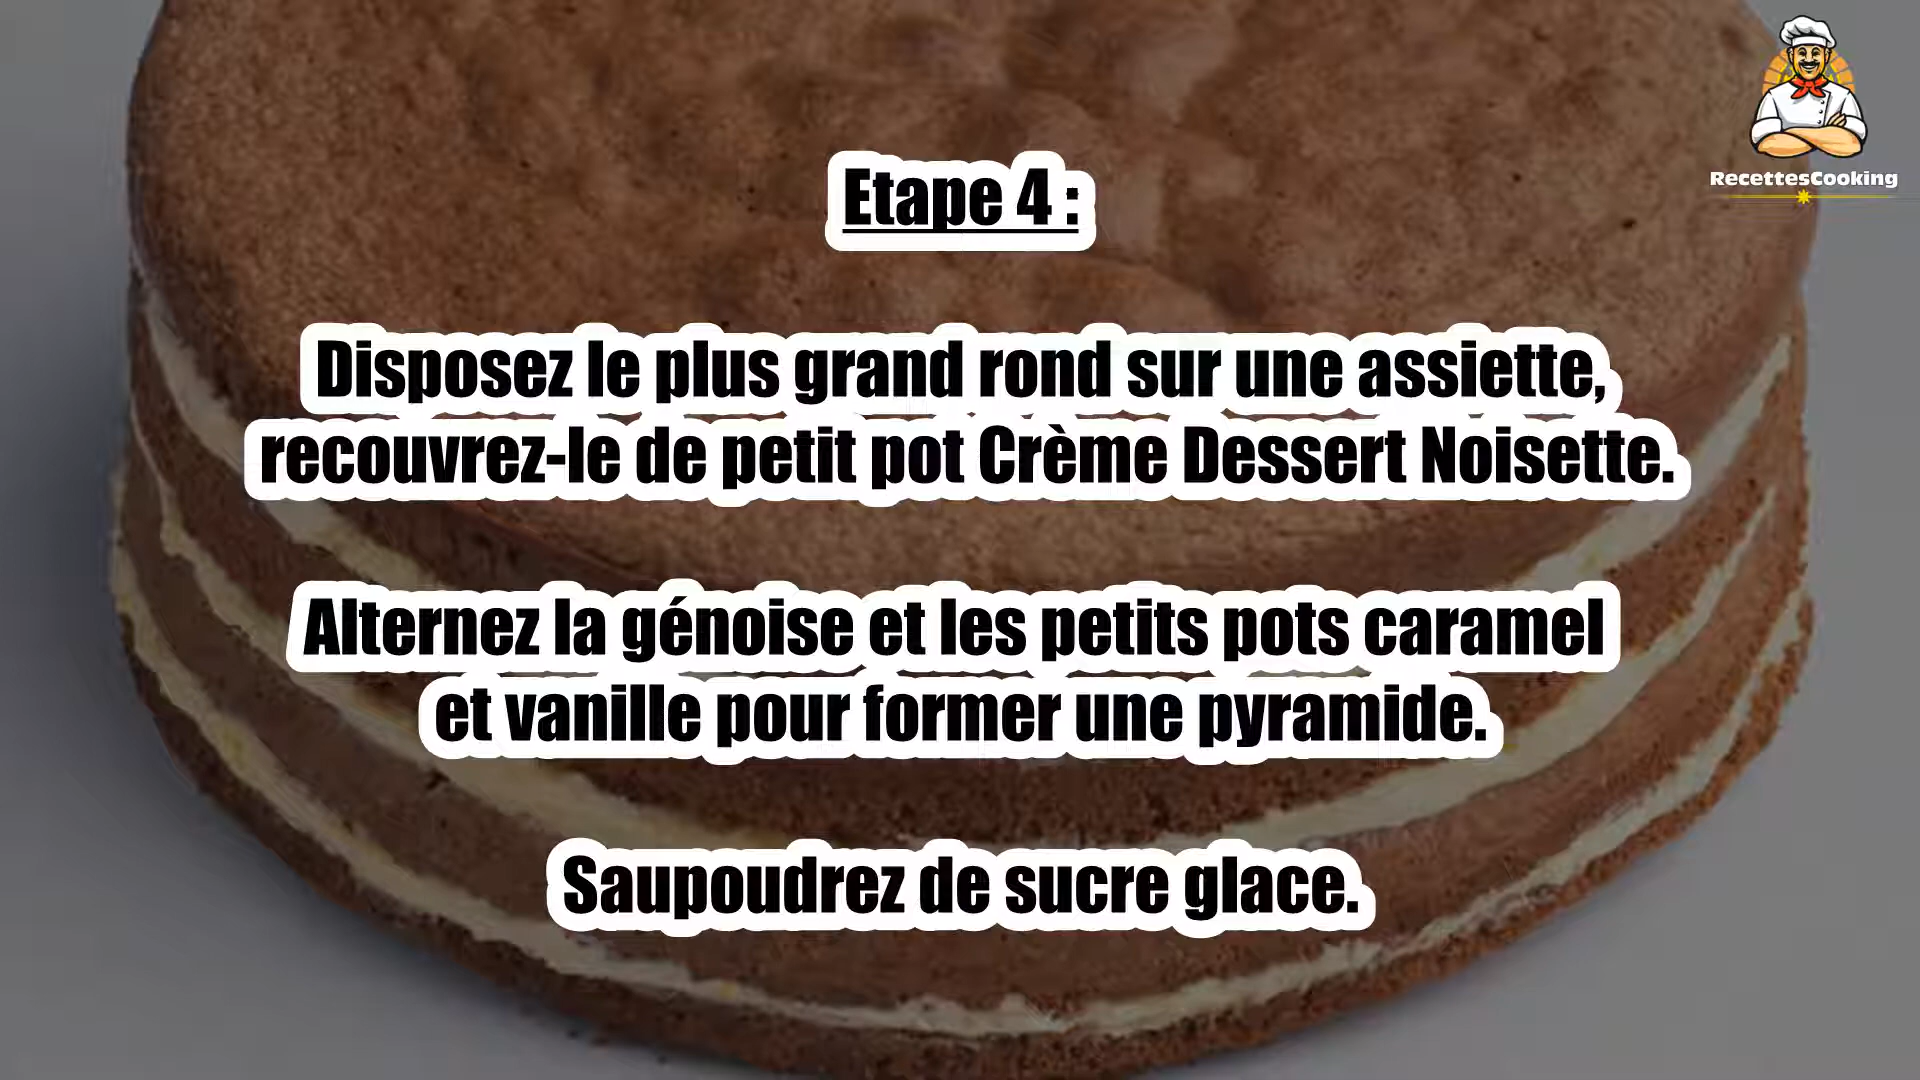 RecettesCooking
Etape 4 :
Disposez le plus grand rond sur une assiette,
recouvrez-le de petit pot Crème Dessert Noisette.
Alternez la génoise et les petits pots caramel
et vanille pour former une pyramide.
Saupoudrez de sucre glace.